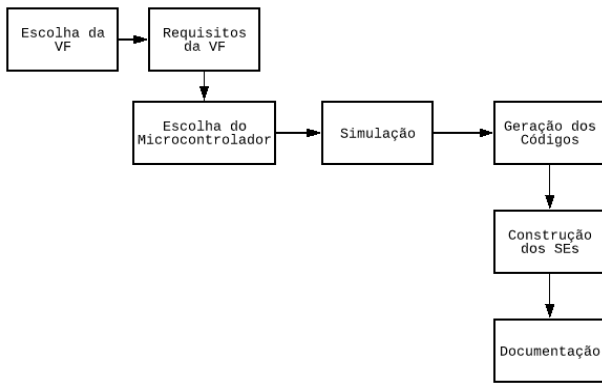 Escolha da
VF
Requisitos
da VF
Escolha do
Microcontrolador
Simulação
Geração dos
Códigos
Construção
dos SEs
Documentação